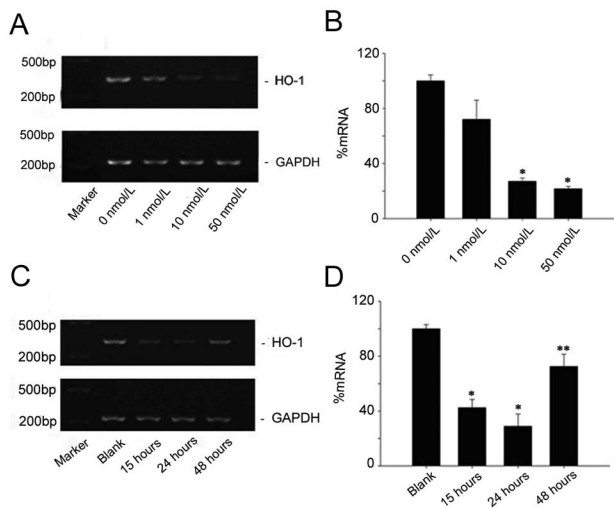 A
500bp
200bp
- HO-1
500bp
200bp
- GAPDH
Marker
0 nmol/L
1 nmol/L
10 nmol/L
50 nmol/L
B
%mRNA
120
80
40
20
0
*
*
0 nmol/L
1 nmol/L
10 nmol/L
50 nmol/L
C
500bp
200bp
- HO-1
500bp
200bp
- GAPDH
Marker
Blank
15 hours
24 hours
48 hours
D
%mRNA
120
80
40
0
*
*
**
Blank
15 hours
24 hours
48 hours